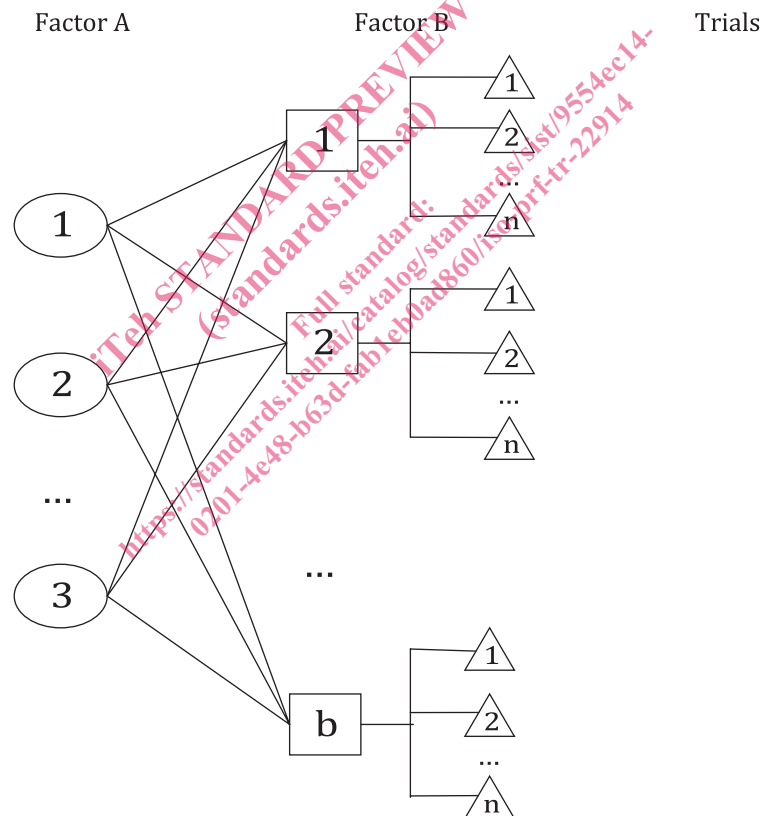 Factor A Factor B Trials
1
1
2
...
n
1
2
1
2
...
n
2
...
3
...
b
1
2
...
n
iTeh STANDARD PREVIEW
(standards.iteh.ai)
Full standard:
https://standards.iteh.ai/catalog/standards/sist/9554ec14-
0201-4e48-b63d-fab1eb0ad860/iso-prf-tr-22914